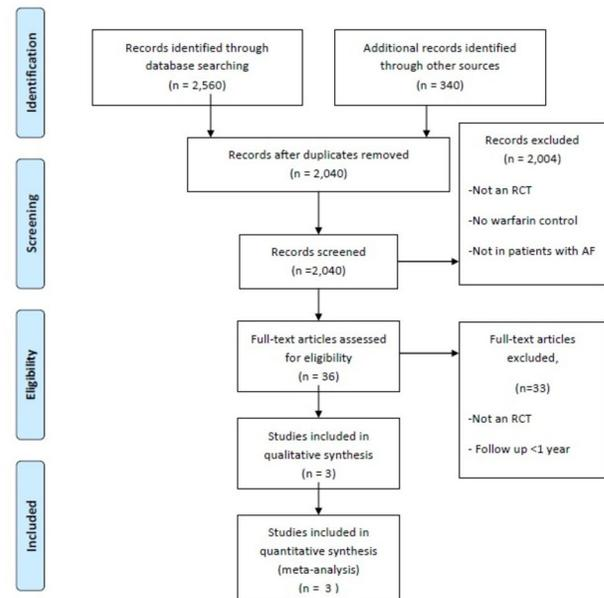 Identification
Records identified through
database searching
(n = 2,560)
Additional records identified
through other sources
(n = 340)
Records after duplicates removed
(n = 2,040)
Records excluded
(n = 2,004)
-Not an RCT
-No warfarin control
-Not in patients with AF
Screening
Records screened
(n =2,040)
Eligibility
Full-text articles assessed
for eligibility
(n = 36)
Full-text articles
excluded,
(n=33)
-Not an RCT
- Follow up <1 year
Studies included in
qualitative synthesis
(n = 3)
Included
Studies included in
quantitative synthesis
(meta-analysis)
(n = 3 )